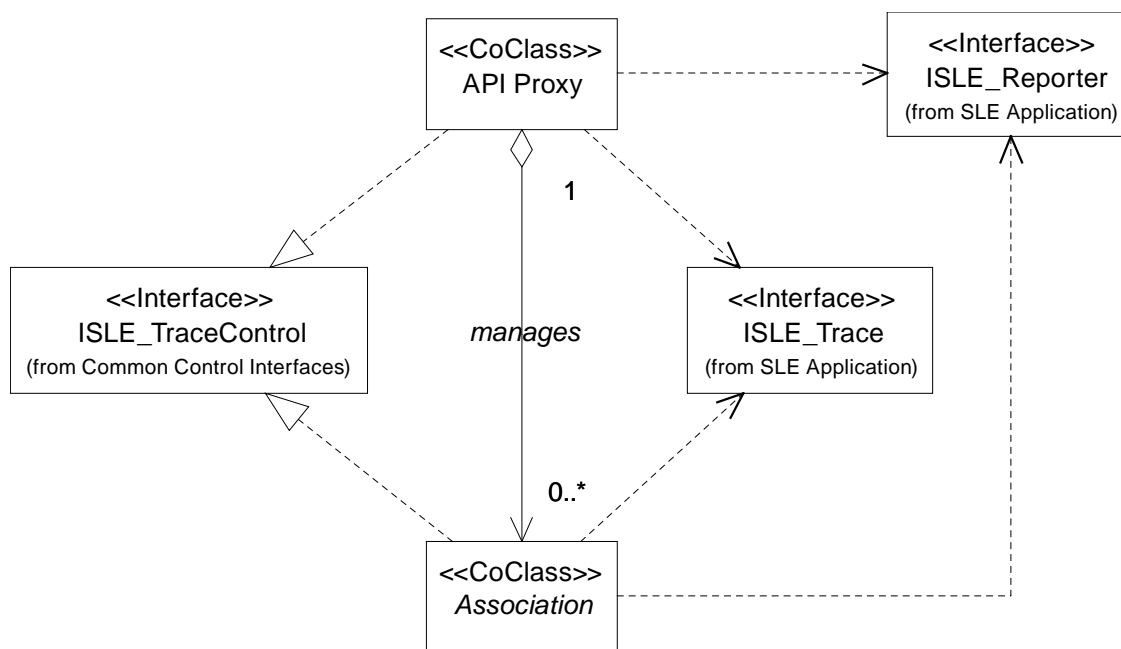 <<CoClass>>
API Proxy
<<Interface>>
ISLE_Reporter
(from SLE Application)
1
<<Interface>>
ISLE_TraceControl
(from Common Control Interfaces)
manages
<<Interface>>
ISLE_Trace
(from SLE Application)
0..*
<<CoClass>>
Association